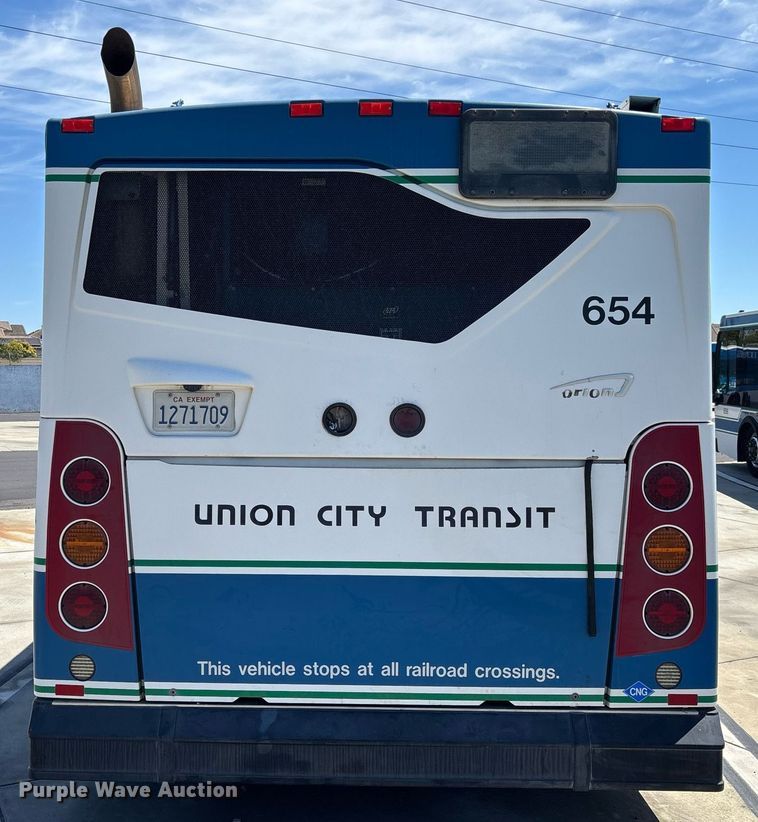 654
orion
CA EXEMPT
1271709
UNION CITY TRANSIT
This vehicle stops at all railroad crossings.
CNG
Purple Wave Auction